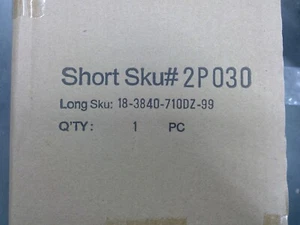 Short Sku# 2P030
Long Sku: 18-3840-710DZ-99
Q'TY: 1 PC